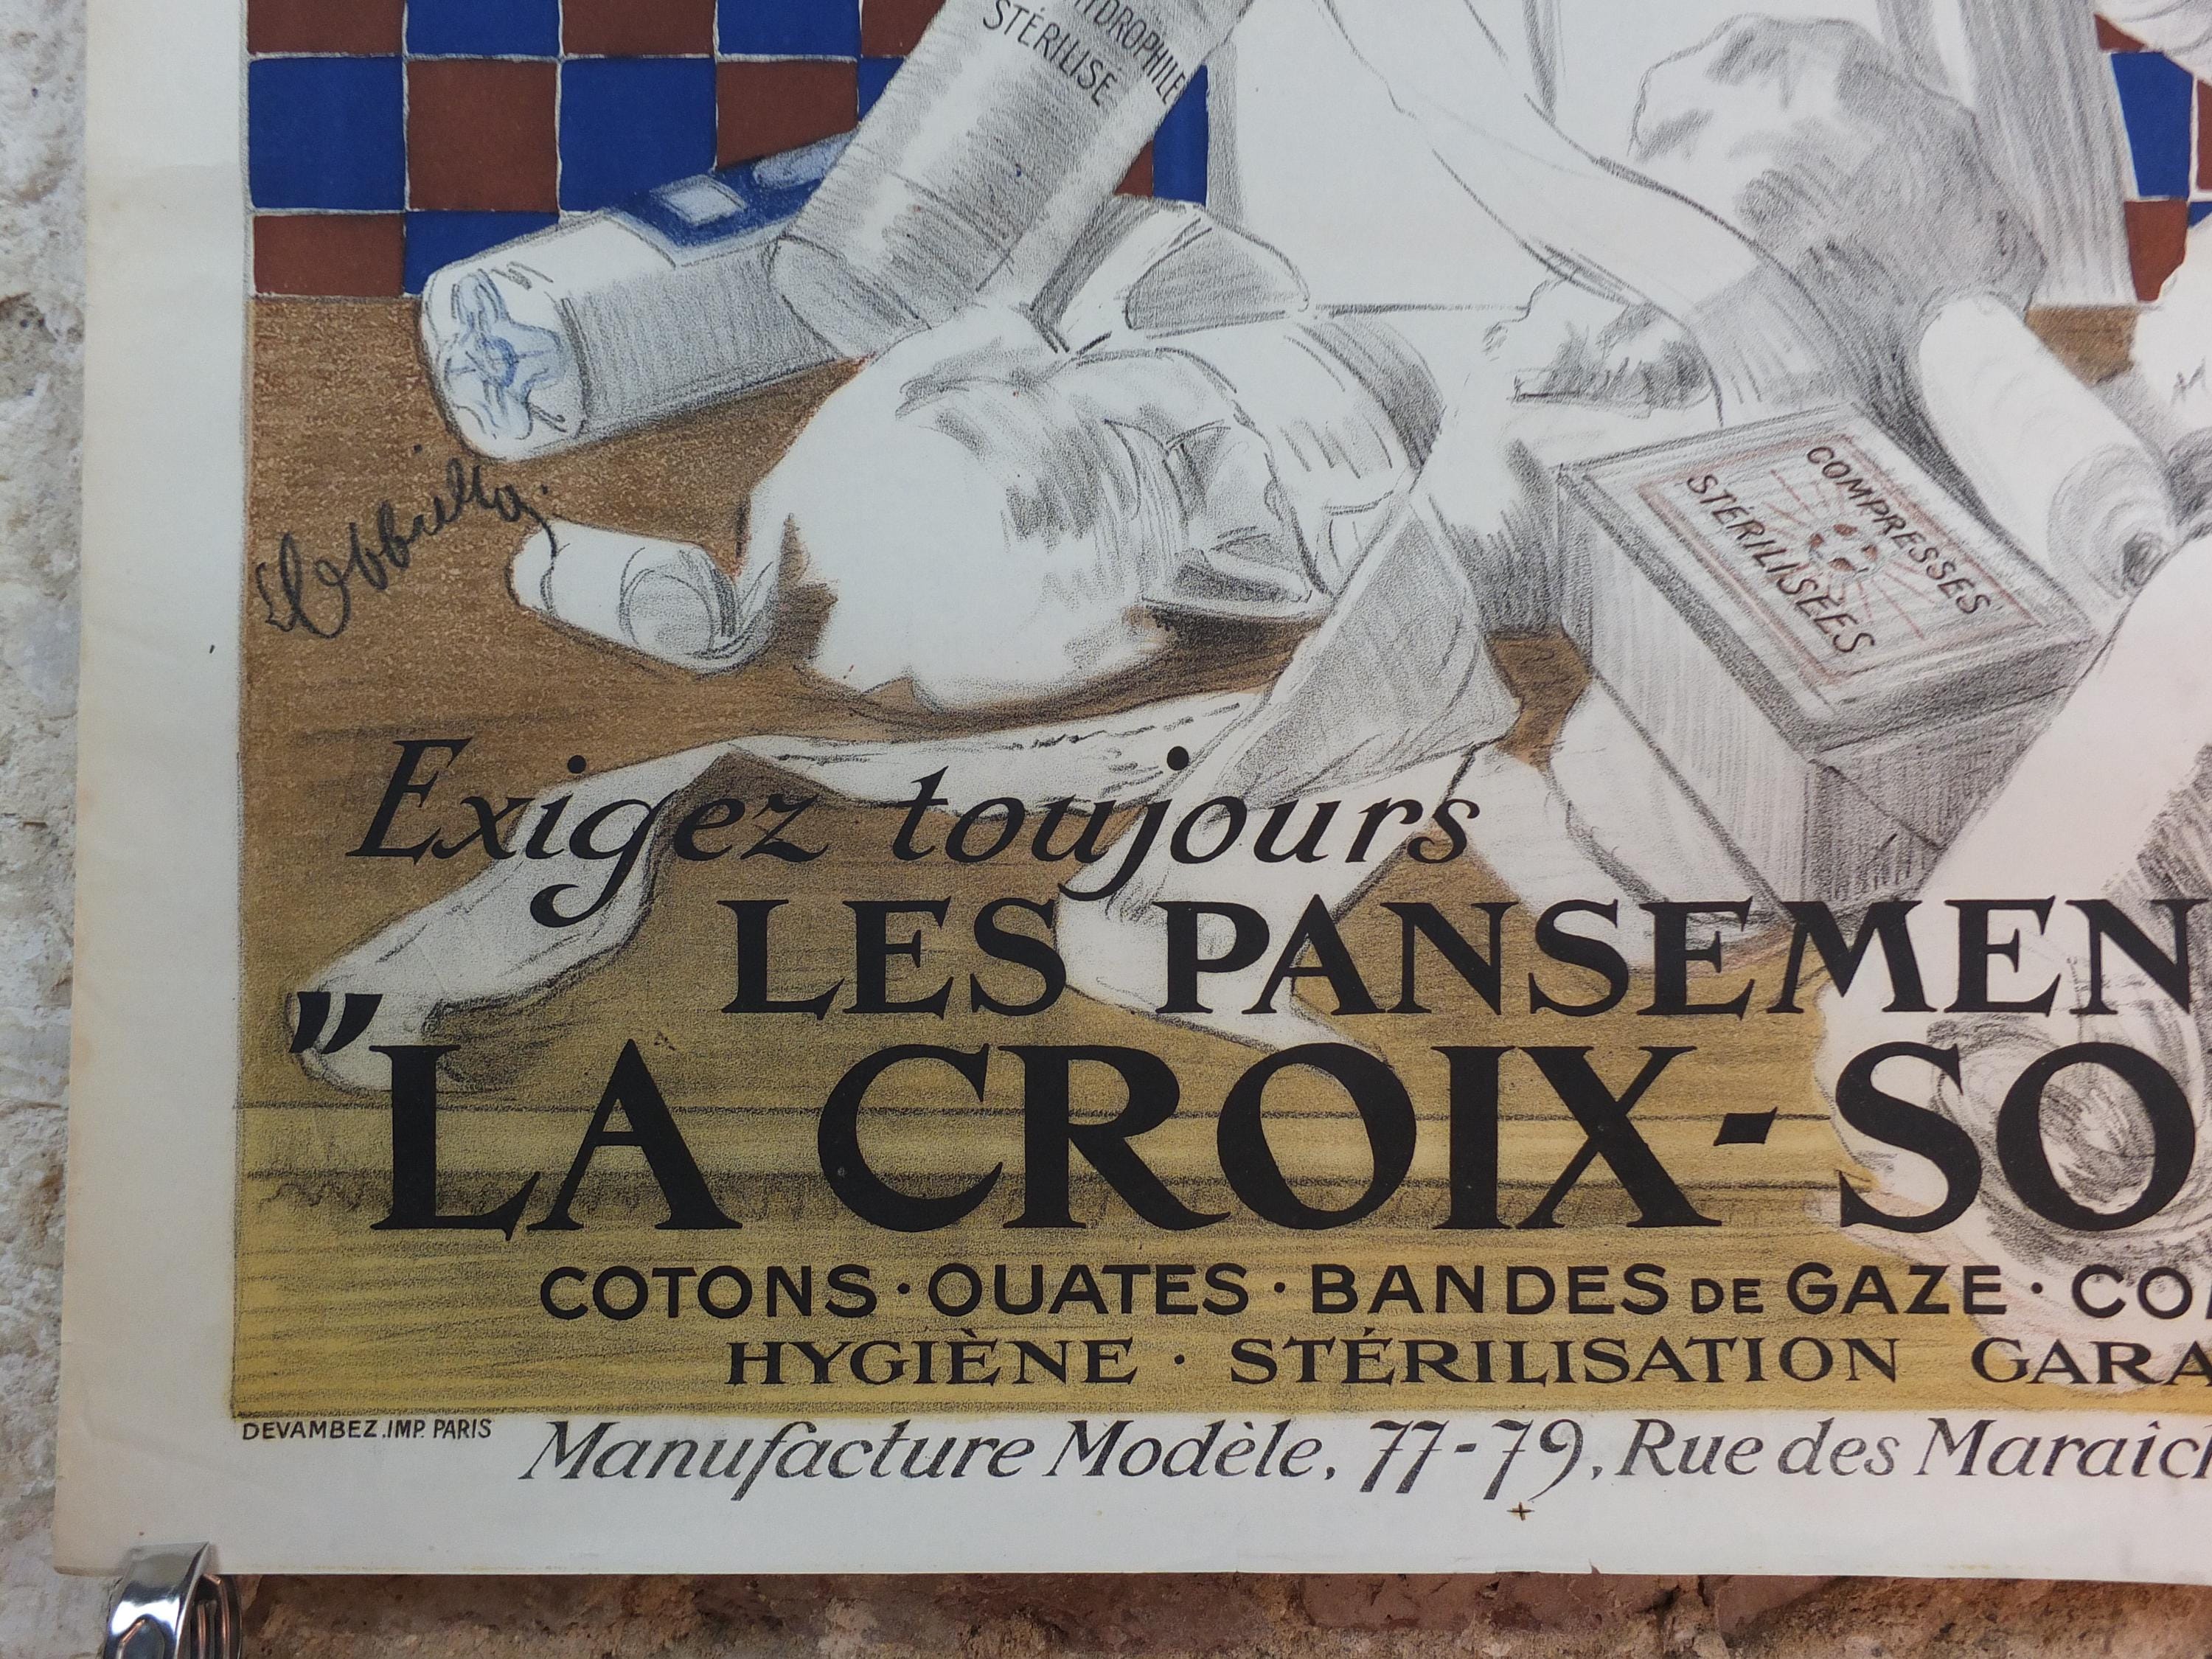 HYDROPHILE
STÉRILISÉ
COMPRESSES
STÉRILISÉES
Exigez toujours
LES PANSEMEN
"LA CROIX-SO
COTONS · OUATES · BANDES DE GAZE · CO
HYGIÈNE · STÉRILISATION GARA
DEVAMBEZ.IMP. PARIS
Manufacture Modèle, 77-79, Rue des Maraîch